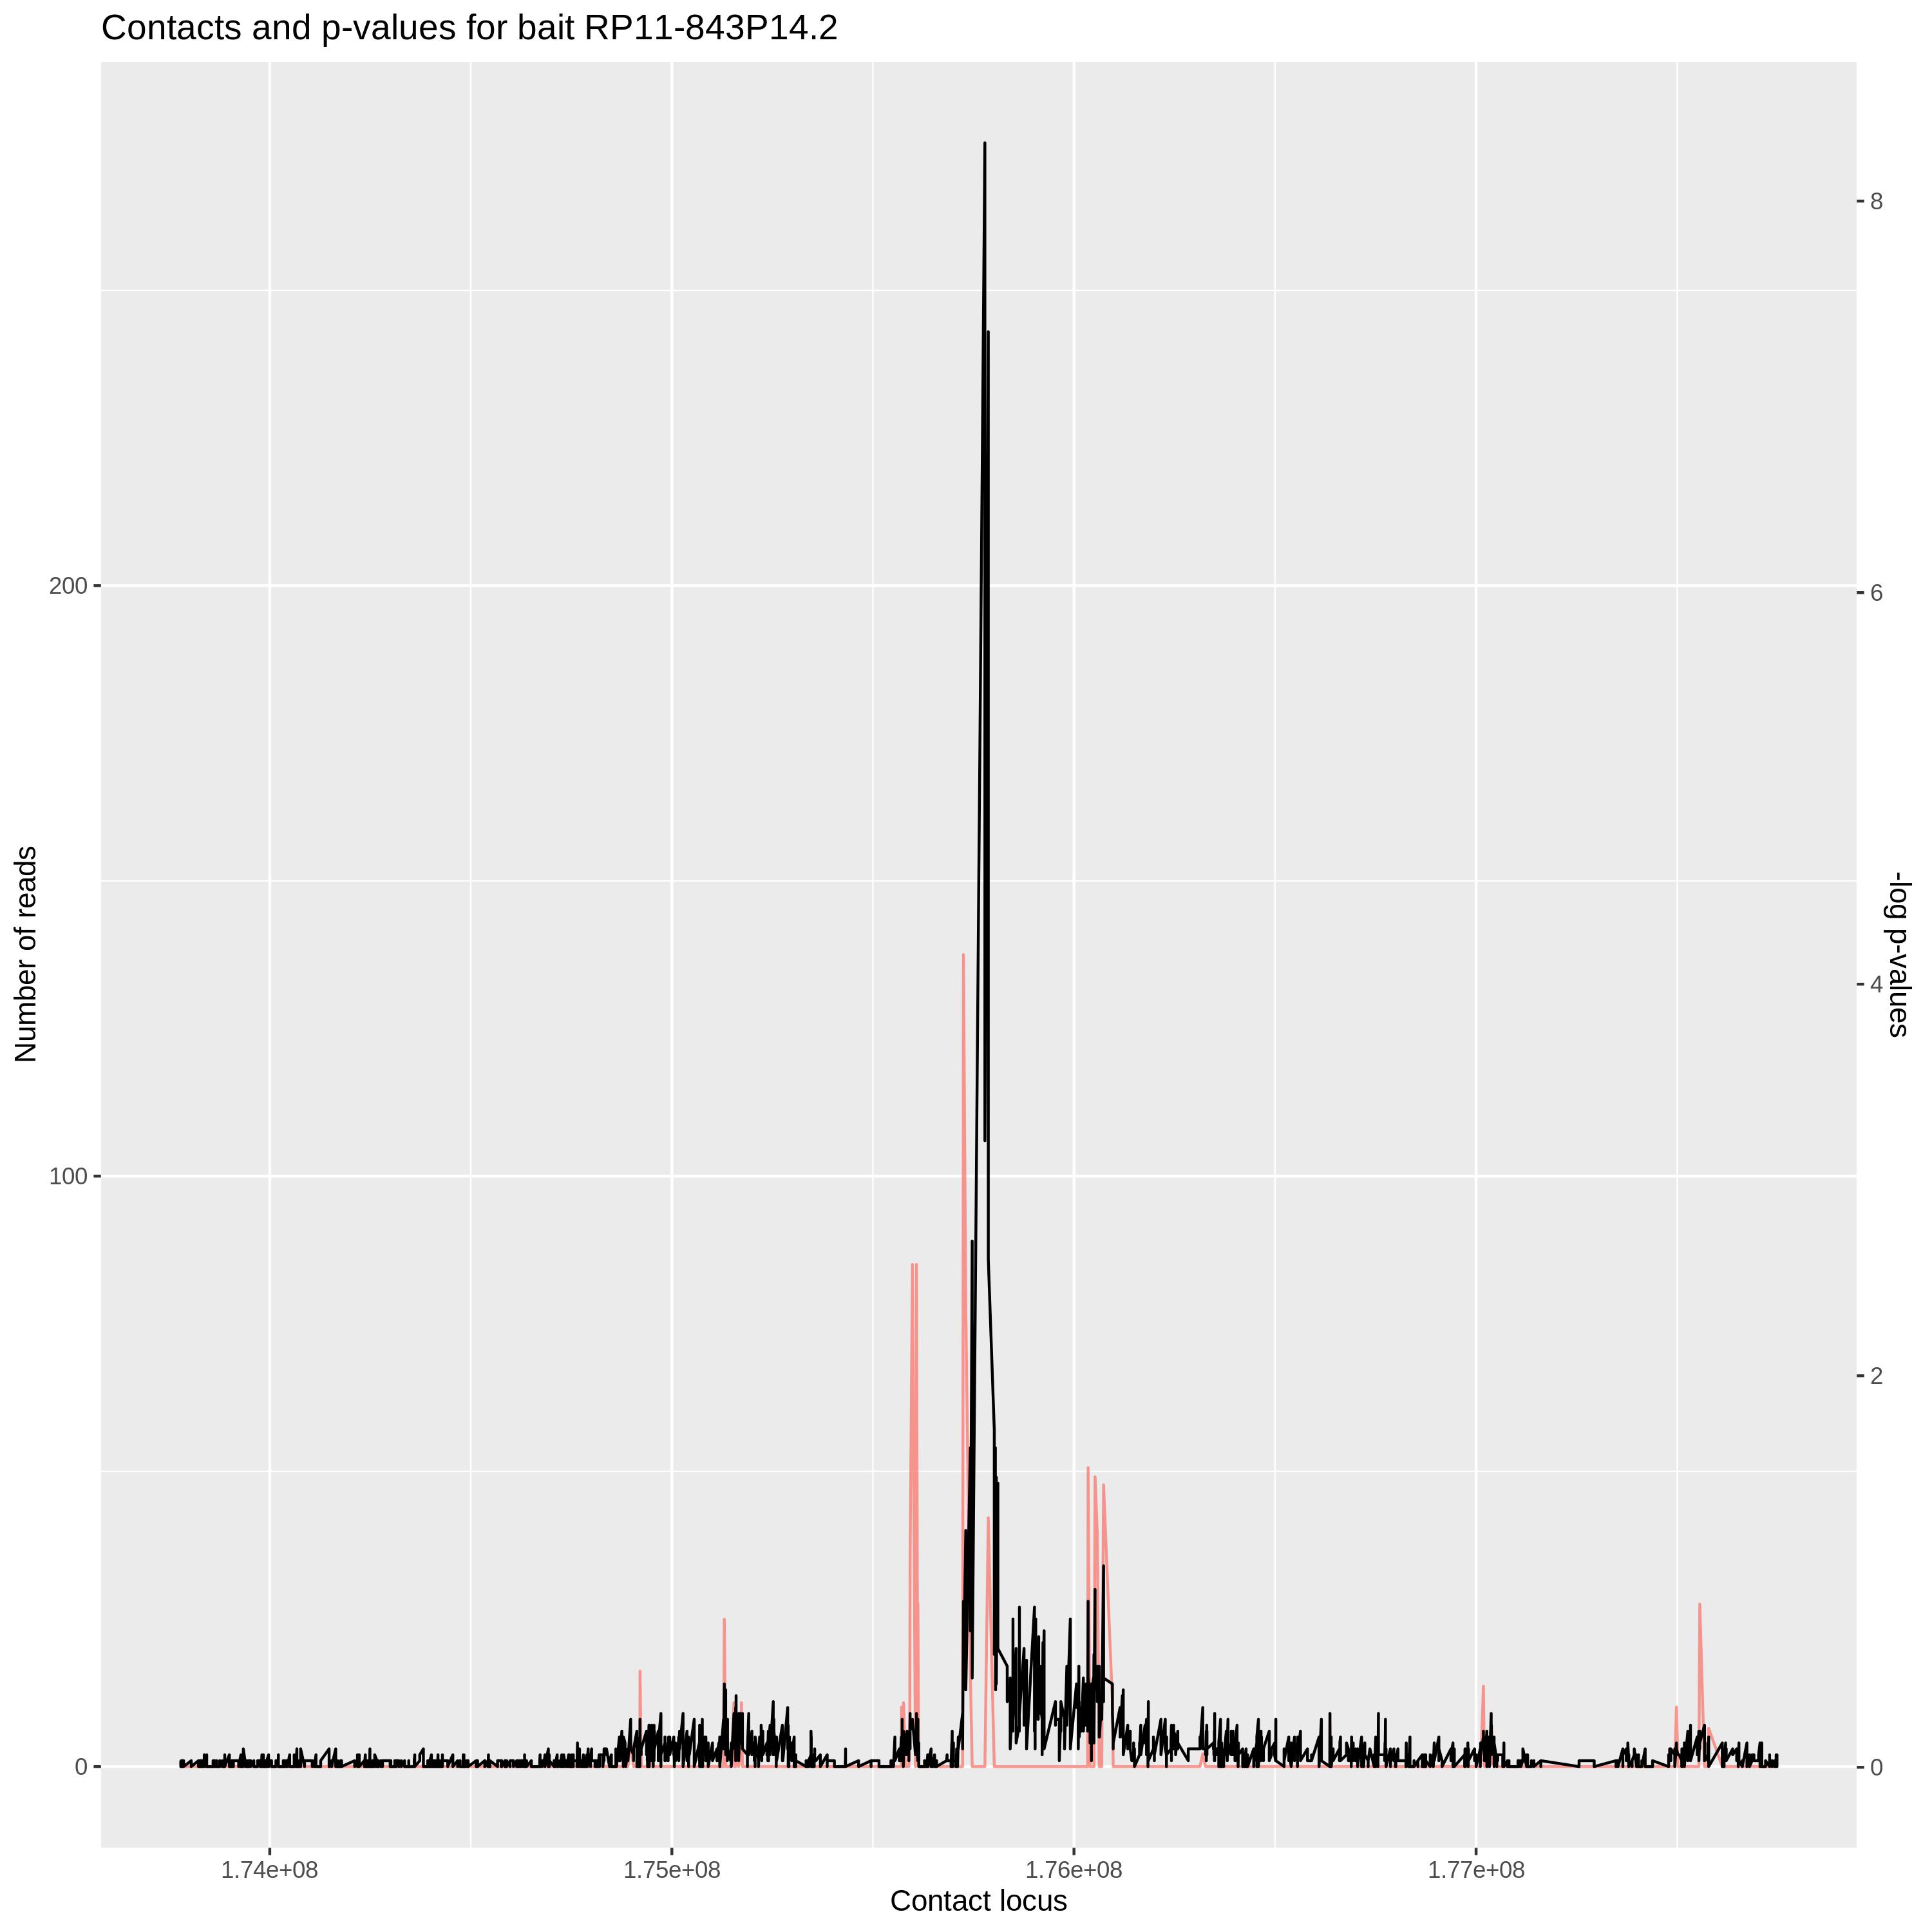 Contacts and p-values for bait RP11-843P14.2
Number of reads
200
100
0
8
6
4
2
0
-log p-values
1.74e+08
1.75e+08
1.76e+08
1.77e+08
Contact locus